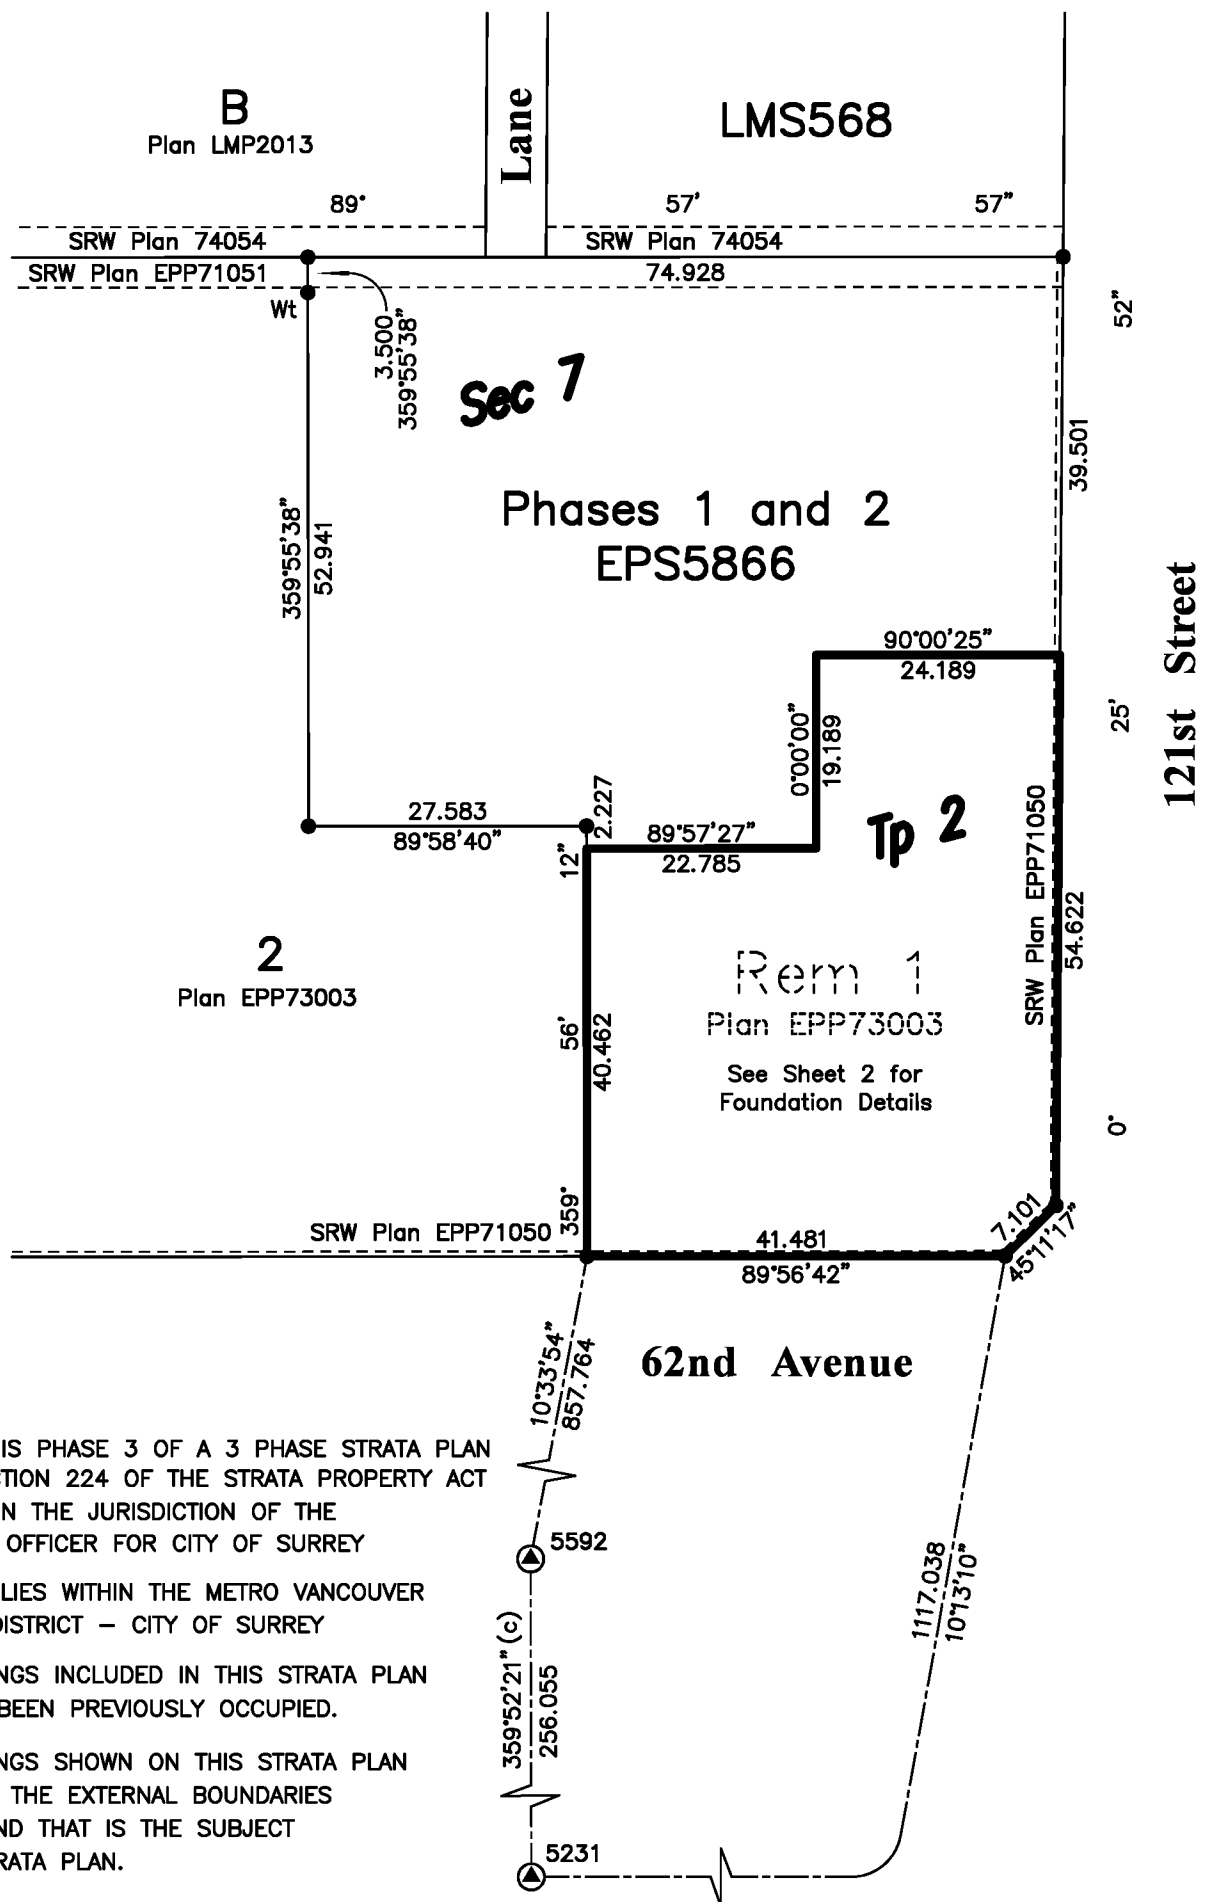 B
Plan LMP2013
Lane
LMS568
89°
57'
57"
SRW Plan 74054
SRW Plan 74054
SRW Plan EPP71051
74.928
Wt
3.500
359°55'38"
52"
Sec 7
39.501
359°55'38"
52.941
Phases 1 and 2
EPS5866
121st Street
90°00'25"
24.189
0°00'00"
19.189
25'
27.583
89°58'40"
2.227
12"
89°57'27"
22.785
Tp 2
SRW Plan EPP71050
54.622
2
Plan EPP73003
Rem 1
Plan EPP73003
56'
40.462
See Sheet 2 for
Foundation Details
0°
359°
SRW Plan EPP71050
41.481
89°56'42"
7.101
45°11'17"
10°33'54"
857.764
62nd Avenue
IS PHASE 3 OF A 3 PHASE STRATA PLAN
CTION 224 OF THE STRATA PROPERTY ACT
IN THE JURISDICTION OF THE
OFFICER FOR CITY OF SURREY
5592
1117.038
10°13'10"
LIES WITHIN THE METRO VANCOUVER
DISTRICT – CITY OF SURREY
359°52'21" (c)
256.055
NGS INCLUDED IN THIS STRATA PLAN
BEEN PREVIOUSLY OCCUPIED.
NGS SHOWN ON THIS STRATA PLAN
THE EXTERNAL BOUNDARIES
ND THAT IS THE SUBJECT
RATA PLAN.
5231